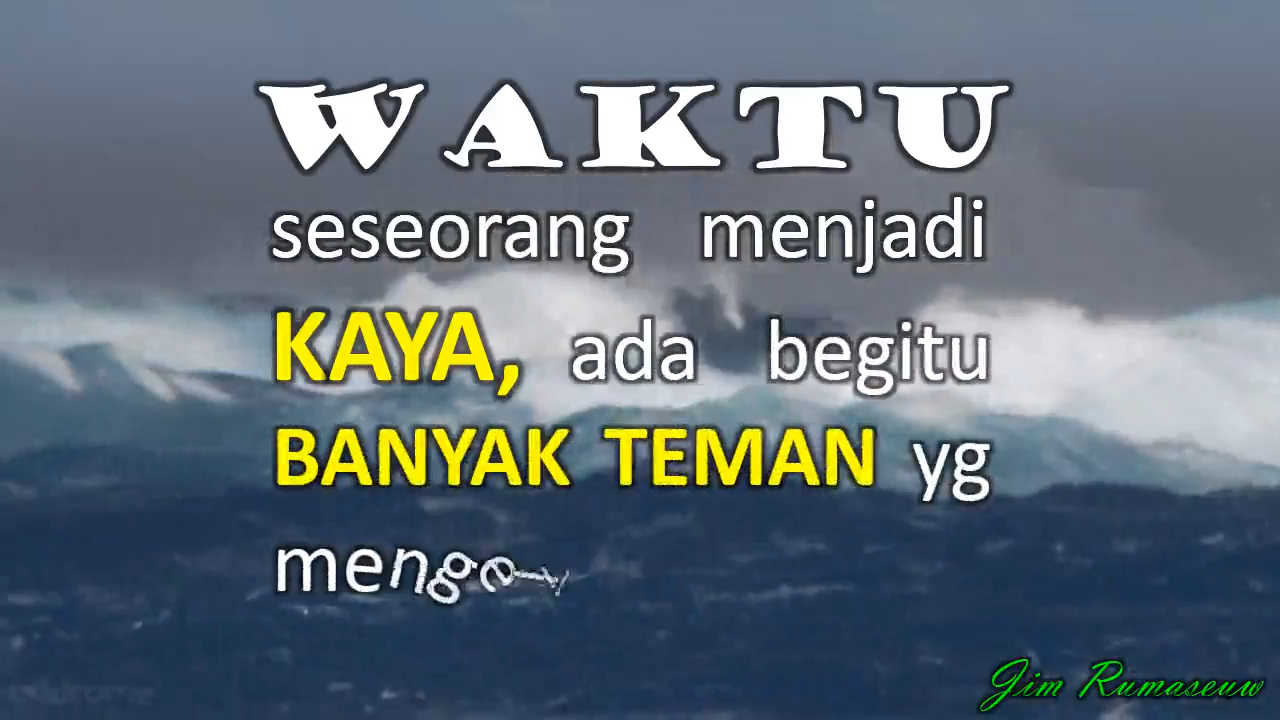 WAKTU
seseorang menjadi
KAYA, ada begitu
BANYAK TEMAN yg
Jim Rumaseuw